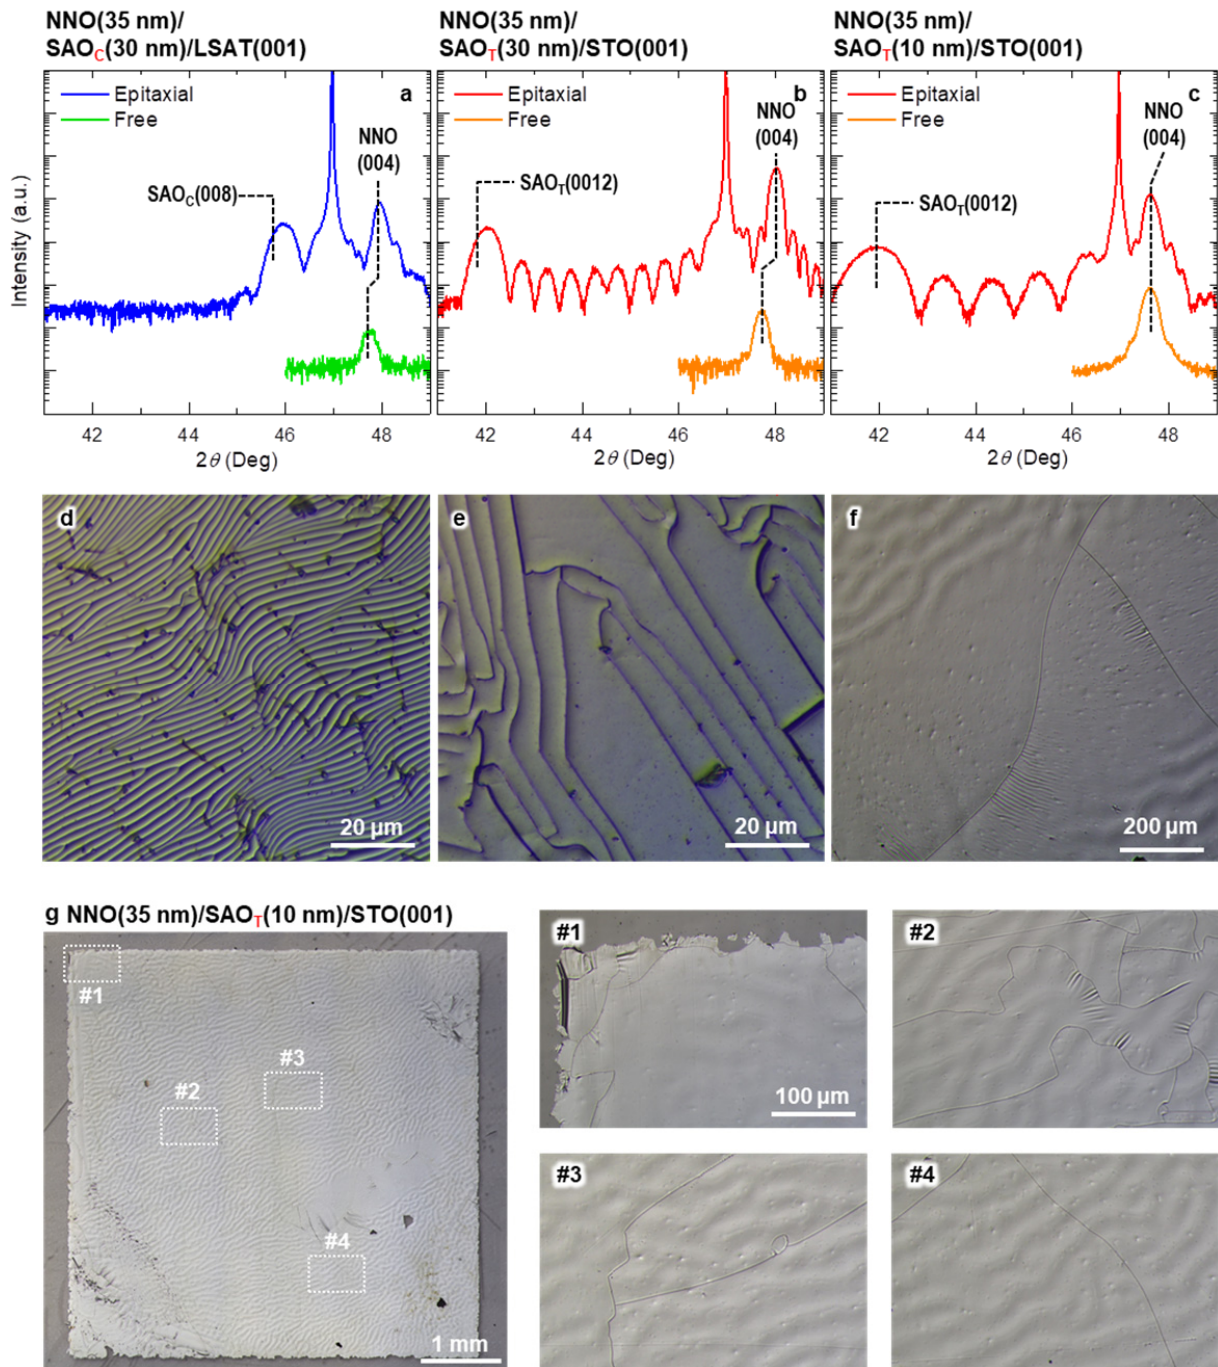 NNO(35 nm)/
SAOC(30 nm)/LSAT(001)
NNO(35 nm)/
SAOT(30 nm)/STO(001)
NNO(35 nm)/
SAOT(10 nm)/STO(001)
Epitaxial
Free
a
NNO
(004)
SAOC(008)
Epitaxial
Free
b
NNO
(004)
SAOT(0012)
Epitaxial
Free
c
NNO
(004)
SAOT(0012)
Intensity (a.u.)
42 44 46 48
42 44 46 48
42 44 46 48
2θ (Deg)
2θ (Deg)
2θ (Deg)
d
20 µm
e
20 µm
f
200 µm
g NNO(35 nm)/SAOT(10 nm)/STO(001)
#1
#2
#3
#4
1 mm
#1
100 µm
#2
#3
#4